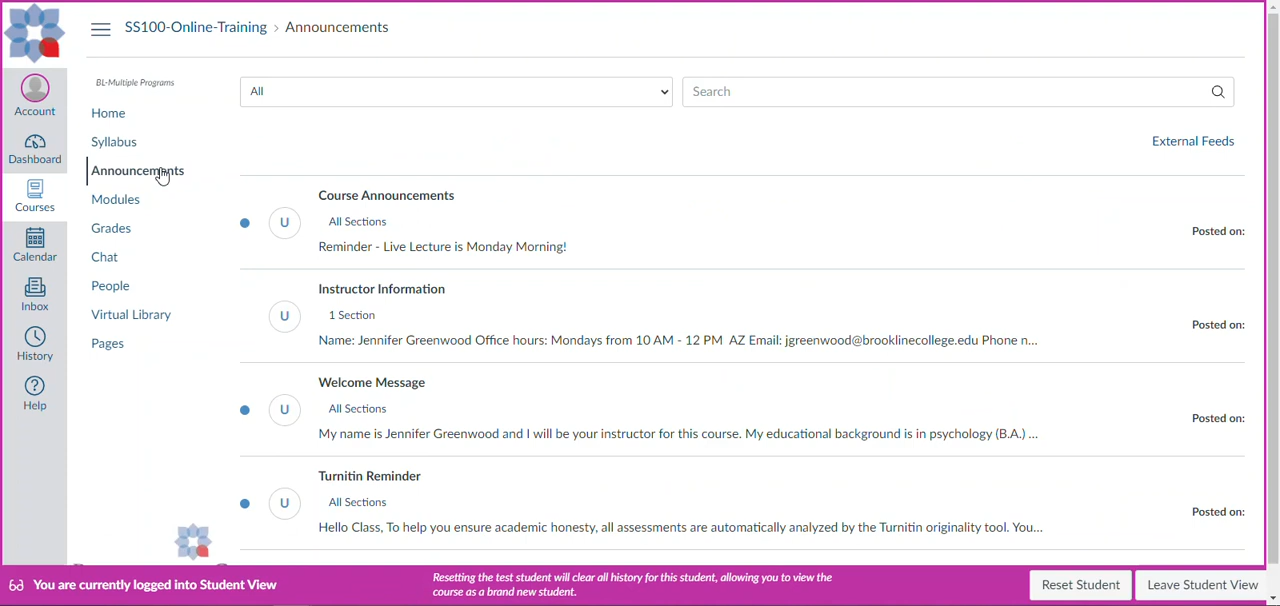 SS100-Online-Training › Announcements
Account
Dashboard
Courses
Calendar
Inbox
History
Help
BL-Multiple Programs
Home
Syllabus
Announcements
Modules
Grades
Chat
People
Virtual Library
Pages
All
Search
External Feeds
Course Announcements
U
All Sections
Reminder - Live Lecture is Monday Morning!
Posted on:
Instructor Information
U
1 Section
Name: Jennifer Greenwood Office hours: Mondays from 10 AM - 12 PM AZ Email: jgreenwood@brooklinecollege.edu Phone n...
Posted on:
Welcome Message
U
All Sections
My name is Jennifer Greenwood and I will be your instructor for this course. My educational background is in psychology (B.A.) ...
Posted on:
Turnitin Reminder
U
All Sections
Hello Class, To help you ensure academic honesty, all assessments are automatically analyzed by the Turnitin originality tool. You...
Posted on:
You are currently logged into Student View
Resetting the test student will clear all history for this student, allowing you to view the
course as a brand new student.
Reset Student
Leave Student View